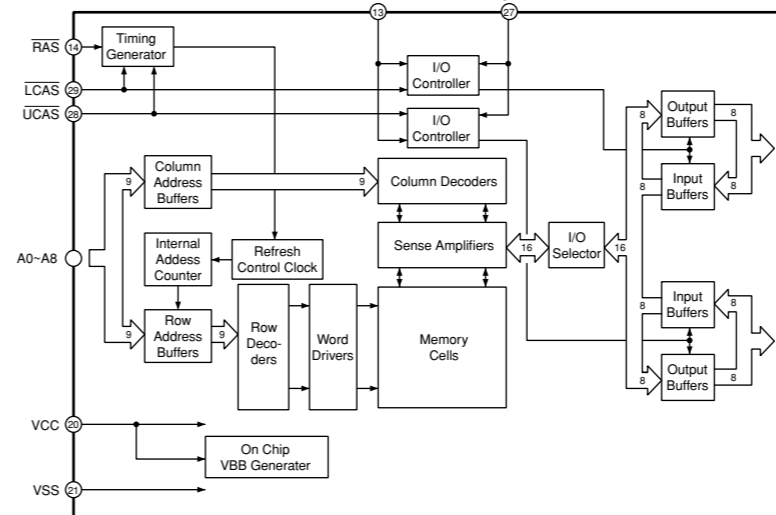 13
27
RAS
14
Timing
Generator
I/O
Controller
LCAS
29
UCAS
28
I/O
Controller
Output
Buffers
8
8
Column
Address
Buffers
9
9
Column Decoders
Input
Buffers
8
8
A0~A8
Internal
Addess
Counter
Refresh
Control Clock
Sense Amplifiers
16
I/O
Selector
16
Row
Address
Buffers
9
9
Row
Deco-
ders
Word
Drivers
Memory
Cells
Input
Buffers
8
8
Output
Buffers
8
8
VCC
20
On Chip
VBB Generater
VSS
21